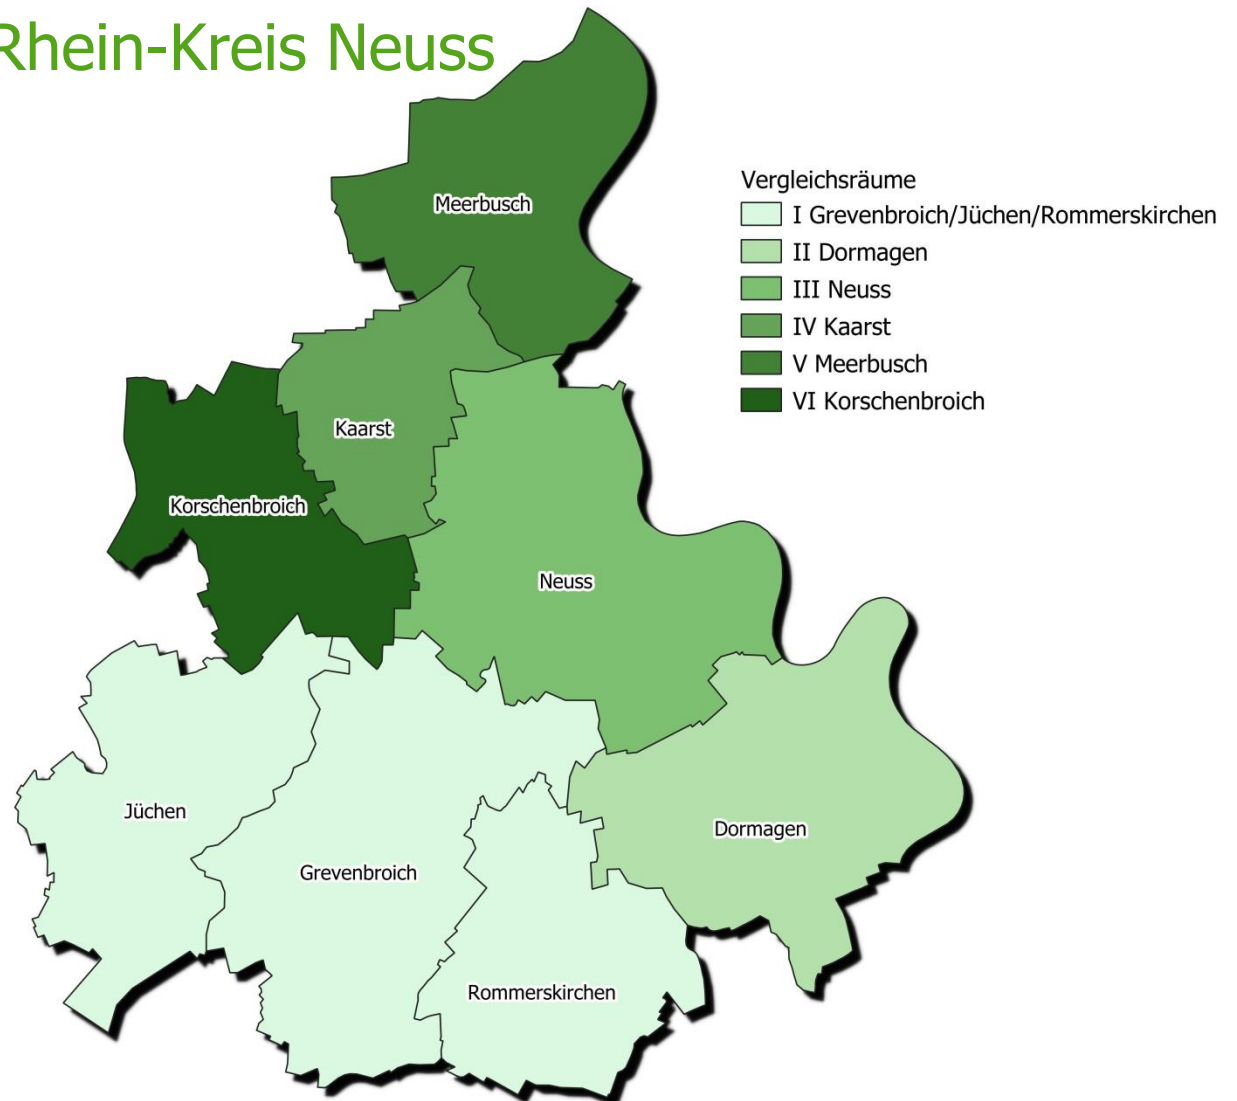 Rhein-Kreis Neuss
Meerbusch
Vergleichsräume
I Grevenbroich/Jüchen/Rommerskirchen
II Dormagen
III Neuss
IV Kaarst
V Meerbusch
VI Korschenbroich
Kaarst
Korschenbroich
Neuss
Jüchen
Dormagen
Grevenbroich
Rommerskirchen